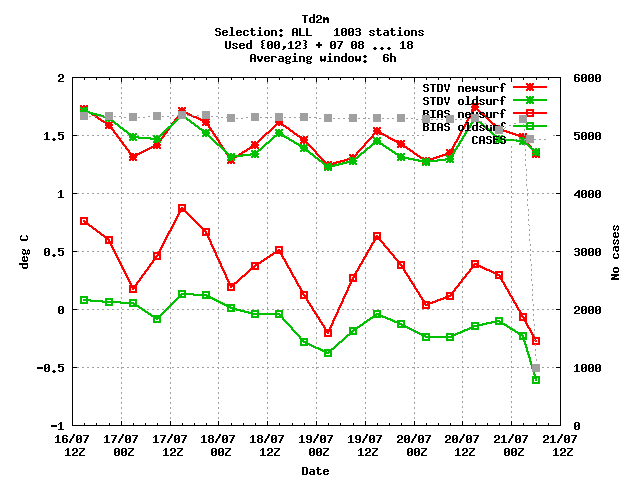 Td2m
Selection: ALL   1003 stations
Used {00,12} + 07 08 ... 18
Averaging window:  6h
STDV newsurf
STDV oldsurf
BIAS newsurf
BIAS oldsurf
CASES
2
1.5
1
0.5
0
-0.5
-1
deg C
6000
5000
4000
3000
2000
1000
0
No cases
16/07 17/07 17/07 18/07 18/07 19/07 19/07 20/07 20/07 21/07 21/07
12Z 00Z 12Z 00Z 12Z 00Z 12Z 00Z 12Z 00Z 12Z
Date